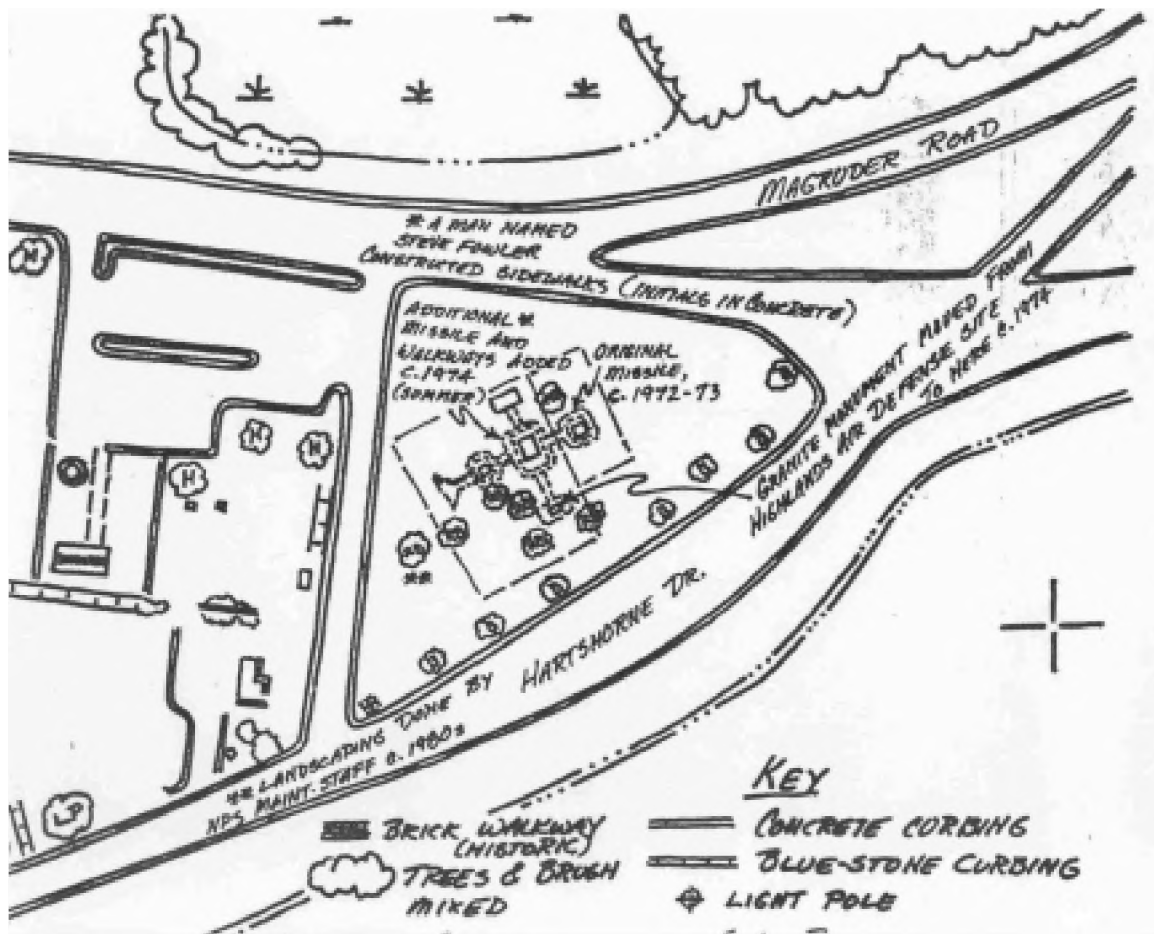 MAGRUDER ROAD
* A MAN NAMED
STEVE FOWLER
CONSTRUCTED SIDEWALKS (INITIALS IN CONCRETE)
ADDITIONAL *
MISSILE AND
WALKWAYS ADDED
C. 1974
(SUMMER)
ORIGINAL
MISSILE,
C. 1972-73
GRANITE MONUMENT MOVED FROM
HIGHLANDS AIR DEFENSE SITE
TO HERE C. 1974
H
H
H
H
LP
**
HARTSHORNE DR.
** LANDSCAPING DONE BY
NPS MAINT. STAFF C. 1980s
KEY
BRICK WALKWAY
(HISTORIC)
TREES & BRUSH
MIXED
CONCRETE CURBING
BLUE-STONE CURBING
LIGHT POLE